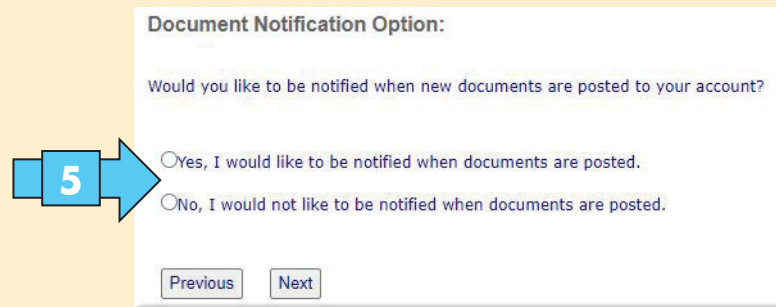 Document Notification Option:
Would you like to be notified when new documents are posted to your account?
5
Yes, I would like to be notified when documents are posted.
No, I would not like to be notified when documents are posted.
Previous Next